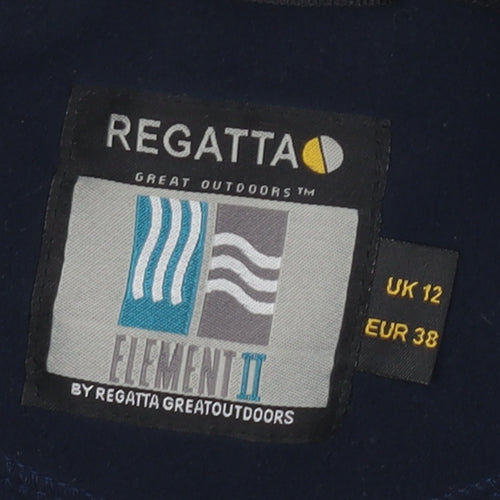 REGATTA
GREAT OUTDOORS™
ELEMENT II
BY REGATTA GREATOUTDOORS
UK 12
EUR 38